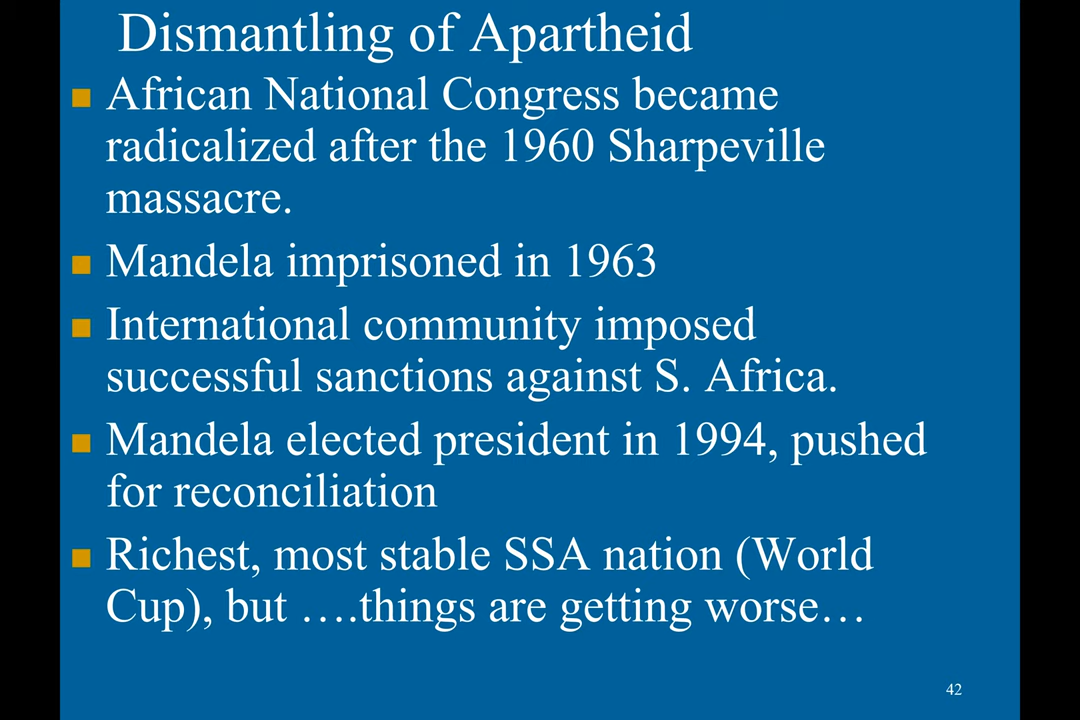 Dismantling of Apartheid
African National Congress became
radicalized after the 1960 Sharpeville
massacre.
Mandela imprisoned in 1963
International community imposed
successful sanctions against S. Africa.
Mandela elected president in 1994, pushed
for reconciliation
Richest, most stable SSA nation (World
Cup), but ….things are getting worse…
42